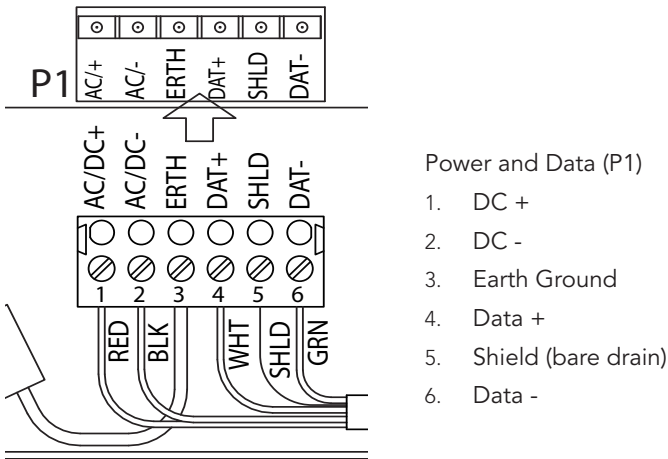 P1
AC/+ AC/- ERTH DAT+ SHLD DAT-
AC/DC+ AC/DC- ERTH DAT+ SHLD DAT-
1 2 3 4 5 6
RED BLK WHT SHLD GRN
Power and Data (P1)
1. DC +
2. DC -
3. Earth Ground
4. Data +
5. Shield (bare drain)
6. Data -